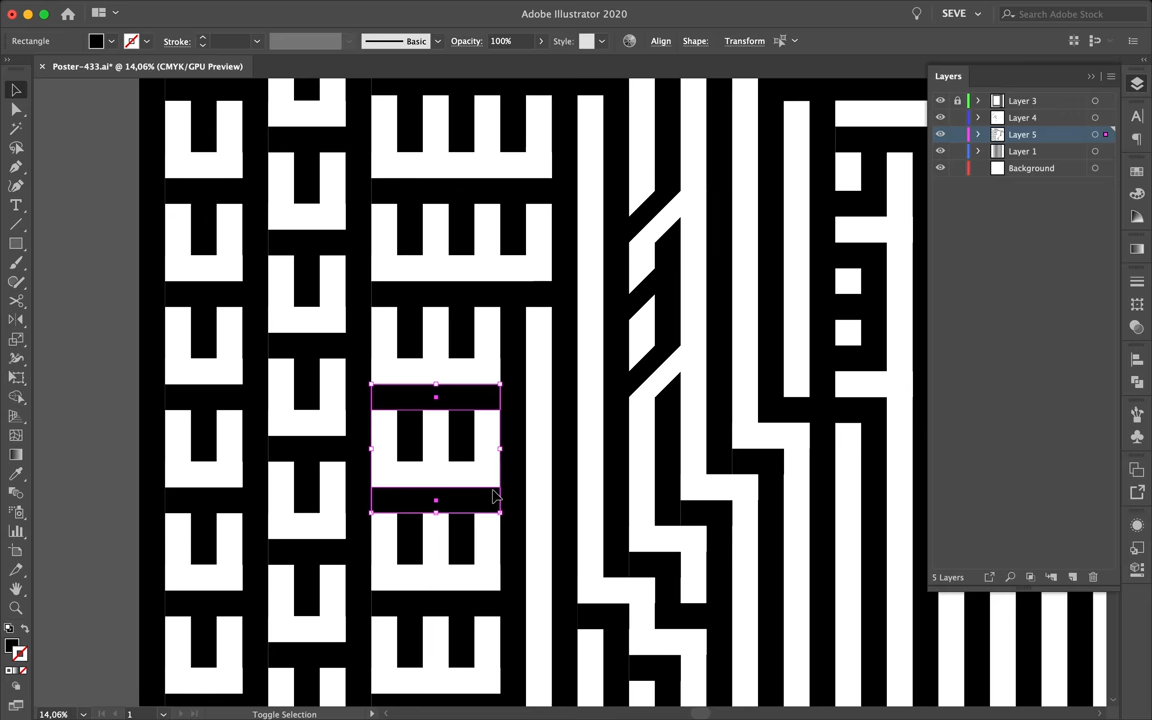 Adobe Illustrator 2020
SEVE
Search Adobe Stock
Rectangle
Stroke:
Basic
Opacity:
100%
Style:
Align
Shape:
Transform
× Poster-433.ai* @ 14,06% (CMYK/GPU Preview)
Layers
Layer 3
Layer 4
Layer 5
Layer 1
Background
5 Layers
14,06%
1
Toggle Selection